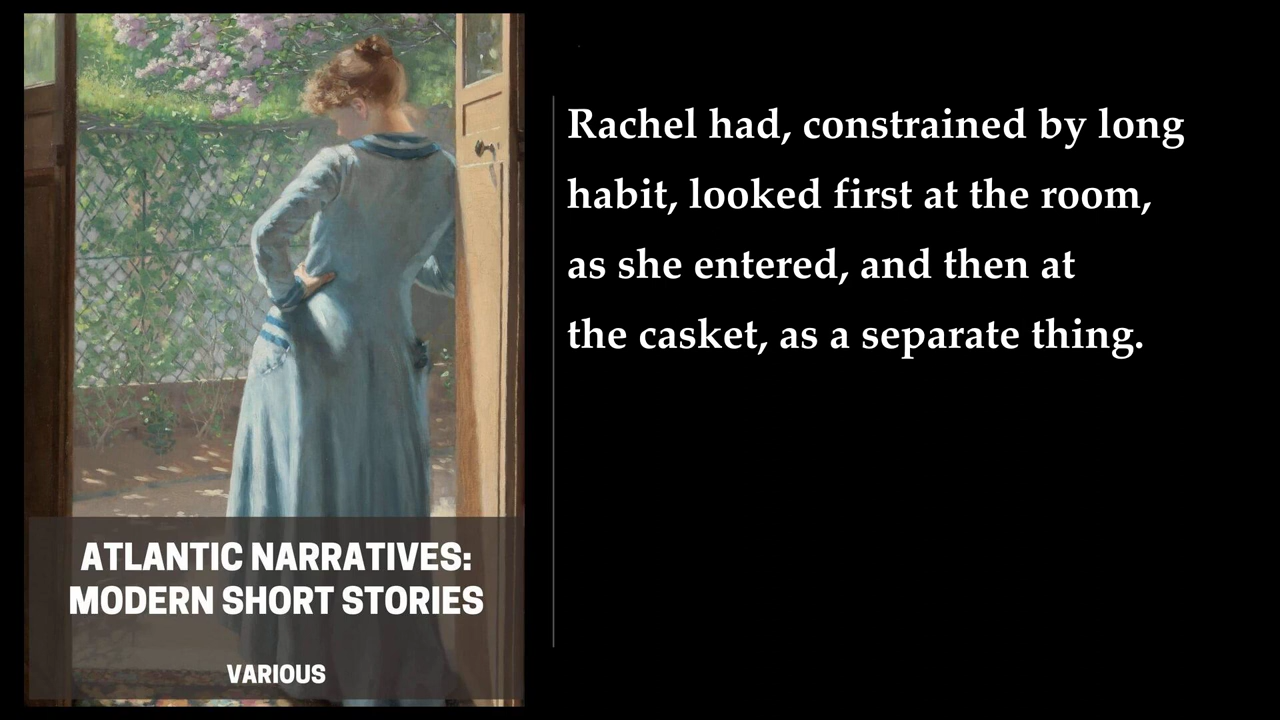 Rachel had, constrained by long
habit, looked first at the room,
as she entered, and then at
the casket, as a separate thing.
ATLANTIC NARRATIVES:
MODERN SHORT STORIES
VARIOUS